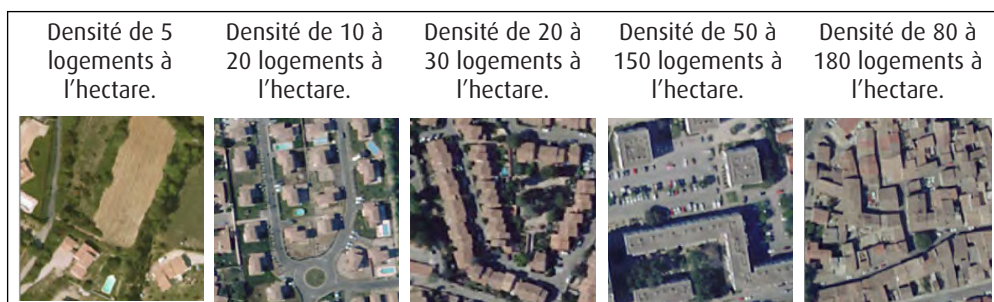 Densité de 5
logements à
l'hectare.
Densité de 10 à
20 logements à
l'hectare.
Densité de 20 à
30 logements à
l'hectare.
Densité de 50 à
150 logements à
l'hectare.
Densité de 80 à
180 logements à
l'hectare.